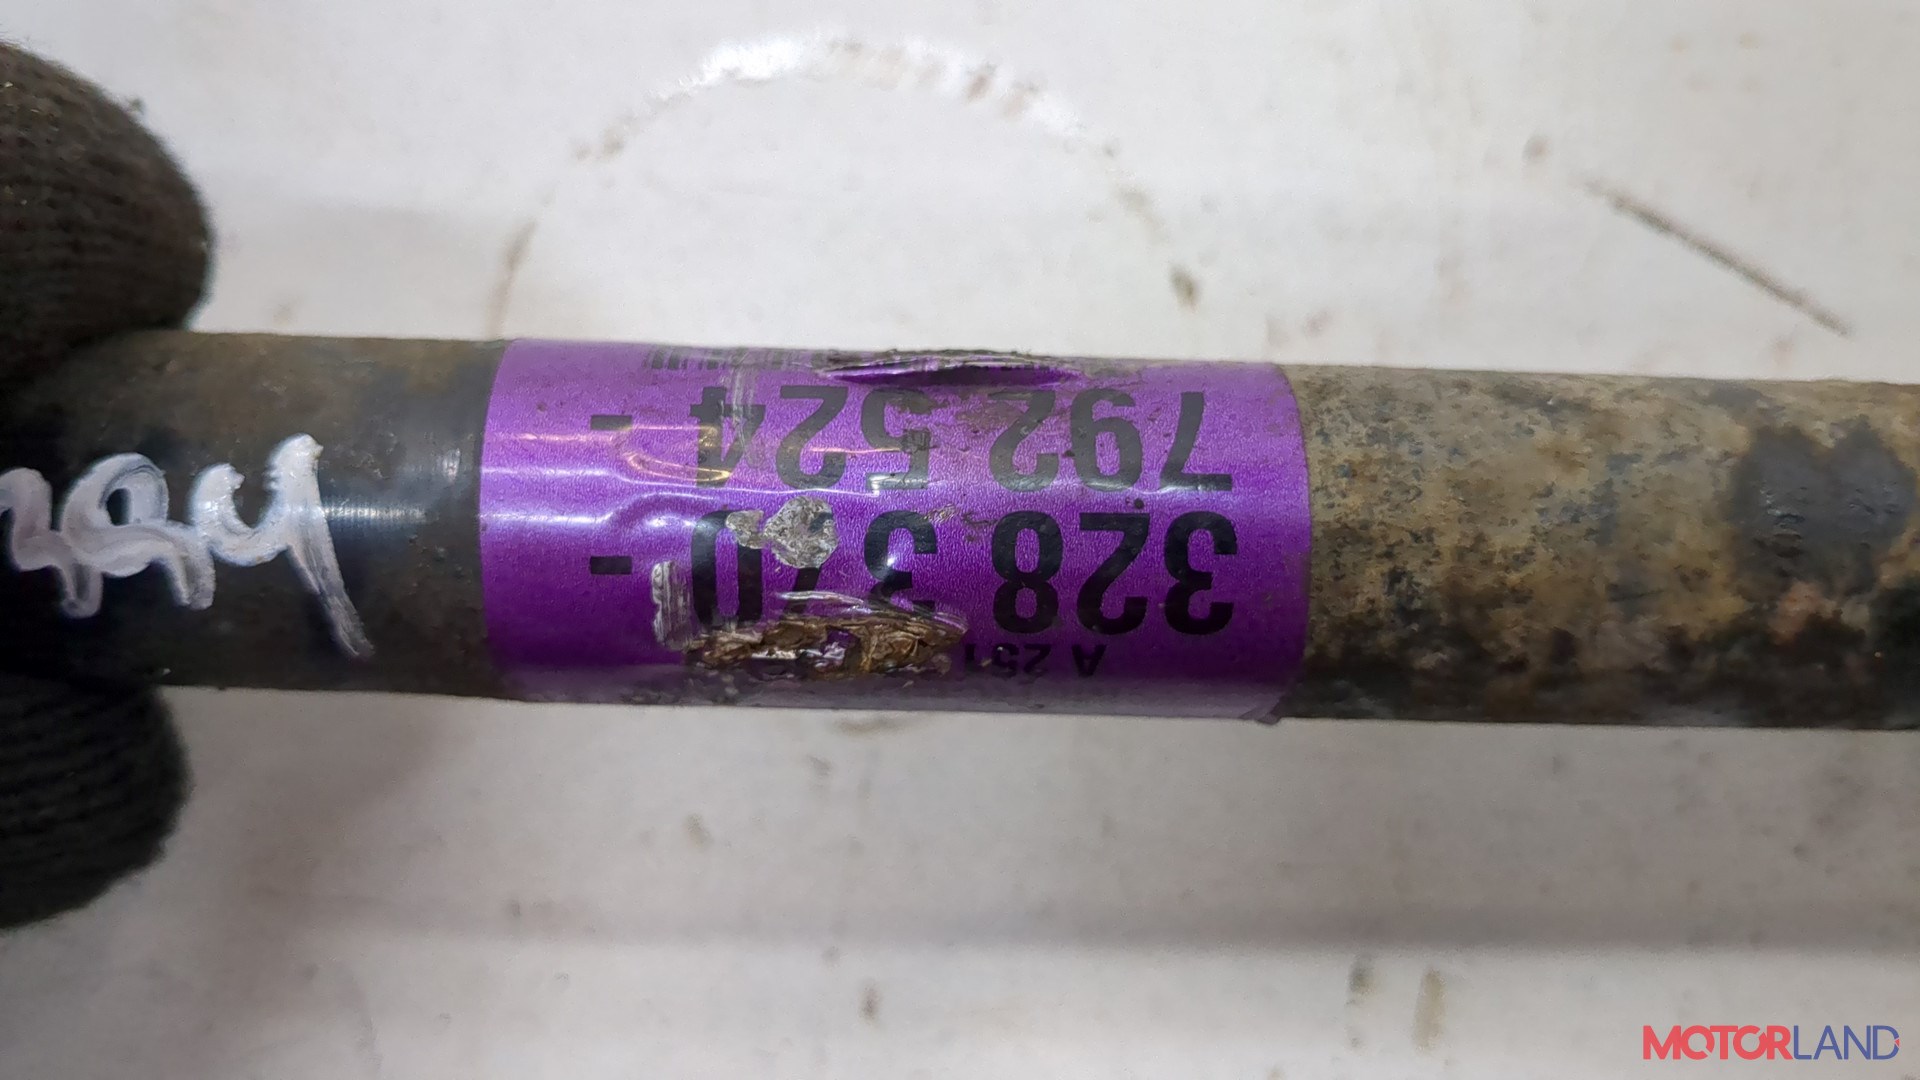 A 251
328 370 -
792 524 -
MOTORLAND